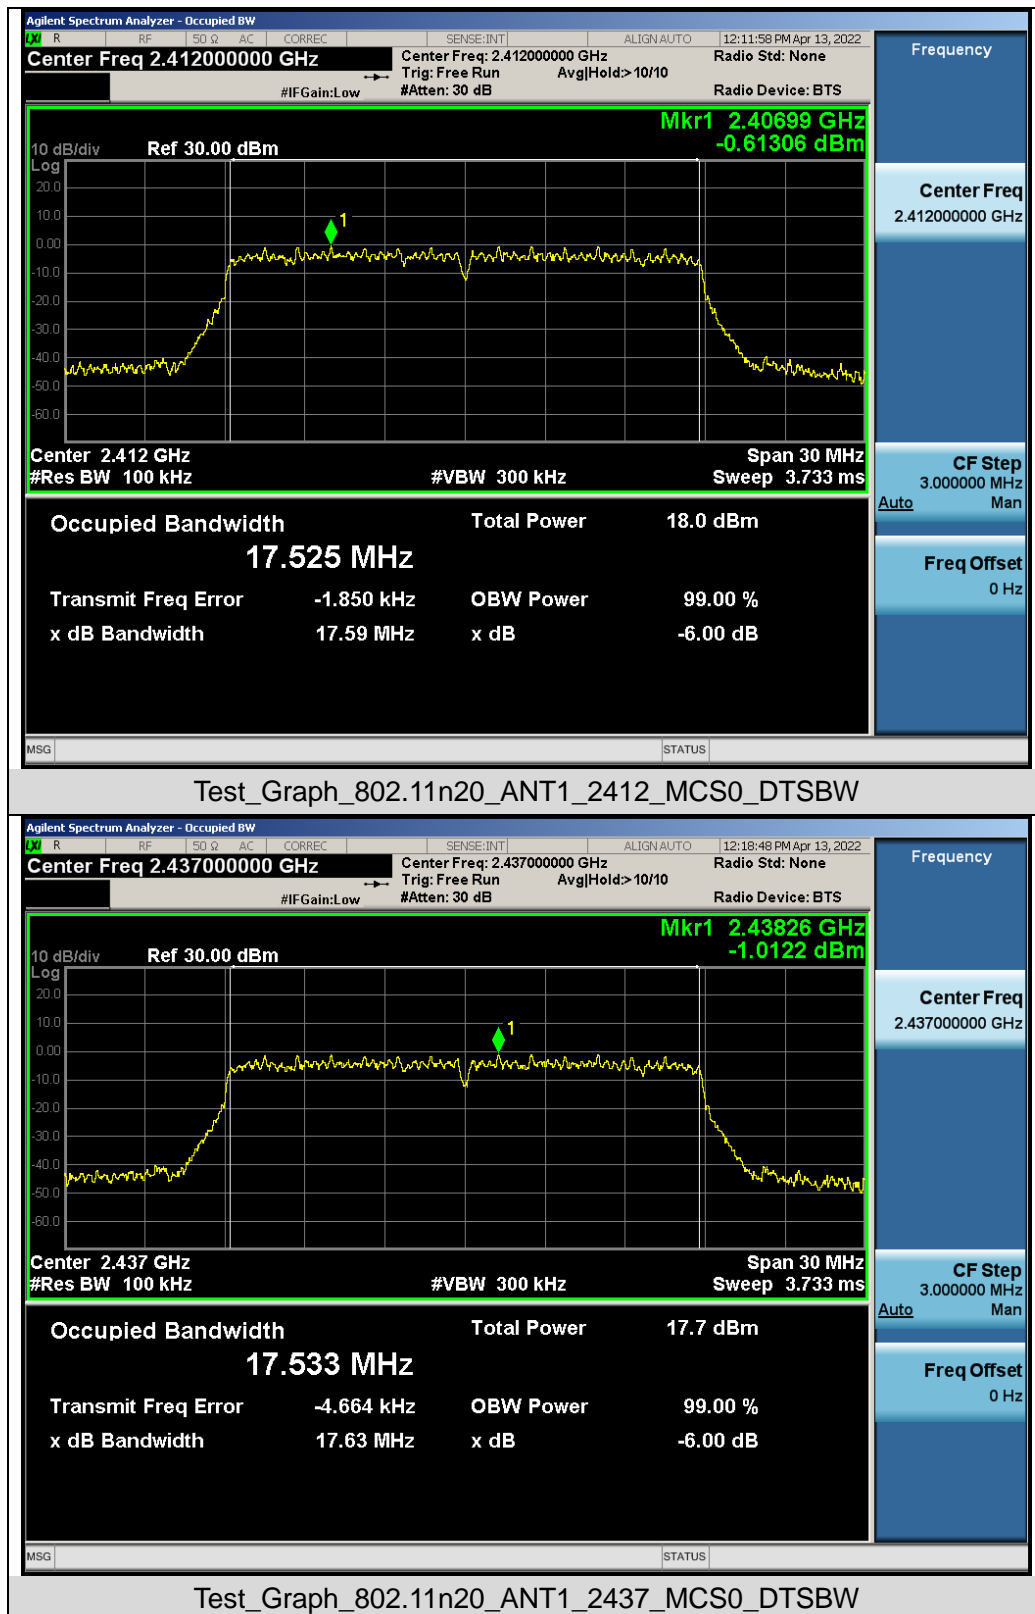 Agilent Spectrum Analyzer - Occupied BW
LXI R RF 50 Ω AC CORREC SENSE:INT ALIGN AUTO 12:11:58 PM Apr 13, 2022
Center Freq 2.412000000 GHz Center Freq: 2.412000000 GHz Radio Std: None Frequency
Trig: Free Run Avg|Hold:> 10/10
#IFGain:Low #Atten: 30 dB Radio Device: BTS
Mkr1 2.40699 GHz
10 dB/div Ref 30.00 dBm -0.61306 dBm
Log
20.0
10.0
0.00
-10.0
-20.0
-30.0
-40.0
-50.0
-60.0
1
Center Freq
2.412000000 GHz
Center 2.412 GHz Span 30 MHz
#Res BW 100 kHz #VBW 300 kHz Sweep 3.733 ms
CF Step
3.000000 MHz
Auto Man
Occupied Bandwidth Total Power 18.0 dBm
17.525 MHz
Transmit Freq Error -1.850 kHz OBW Power 99.00 %
x dB Bandwidth 17.59 MHz x dB -6.00 dB
Freq Offset
0 Hz
MSG STATUS
Test_Graph_802.11n20_ANT1_2412_MCS0_DTSBW
Agilent Spectrum Analyzer - Occupied BW
LXI R RF 50 Ω AC CORREC SENSE:INT ALIGN AUTO 12:18:48 PM Apr 13, 2022
Center Freq 2.437000000 GHz Center Freq: 2.437000000 GHz Radio Std: None Frequency
Trig: Free Run Avg|Hold:> 10/10
#IFGain:Low #Atten: 30 dB Radio Device: BTS
Mkr1 2.43826 GHz
10 dB/div Ref 30.00 dBm -1.0122 dBm
Log
20.0
10.0
0.00
-10.0
-20.0
-30.0
-40.0
-50.0
-60.0
1
Center Freq
2.437000000 GHz
Center 2.437 GHz Span 30 MHz
#Res BW 100 kHz #VBW 300 kHz Sweep 3.733 ms
CF Step
3.000000 MHz
Auto Man
Occupied Bandwidth Total Power 17.7 dBm
17.533 MHz
Transmit Freq Error -4.664 kHz OBW Power 99.00 %
x dB Bandwidth 17.63 MHz x dB -6.00 dB
Freq Offset
0 Hz
MSG STATUS
Test_Graph_802.11n20_ANT1_2437_MCS0_DTSBW